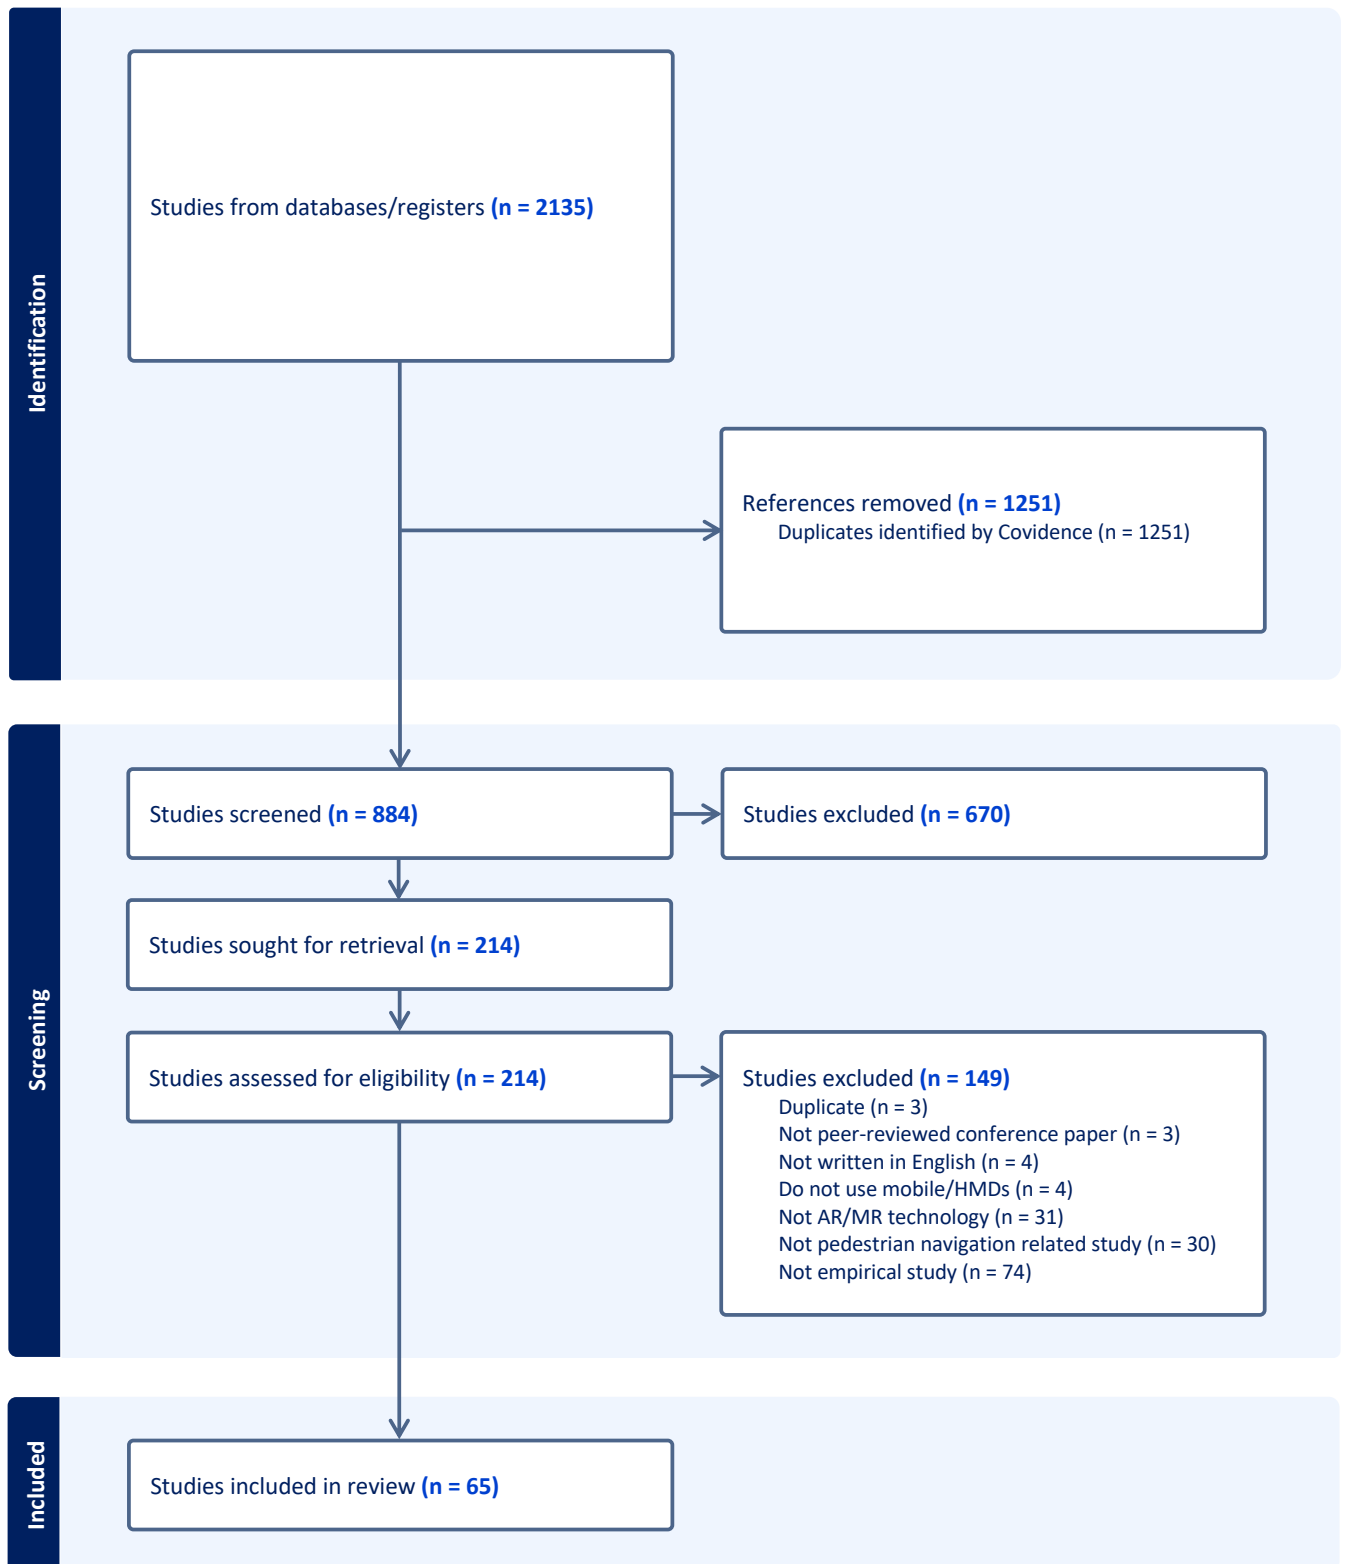 Identification
Studies from databases/registers (n = 2135)
References removed (n = 1251)
Duplicates identified by Covidence (n = 1251)
Screening
Studies screened (n = 884)
Studies excluded (n = 670)
Studies sought for retrieval (n = 214)
Studies assessed for eligibility (n = 214)
Studies excluded (n = 149)
Duplicate (n = 3)
Not peer-reviewed conference paper (n = 3)
Not written in English (n = 4)
Do not use mobile/HMDs (n = 4)
Not AR/MR technology (n = 31)
Not pedestrian navigation related study (n = 30)
Not empirical study (n = 74)
Included
Studies included in review (n = 65)